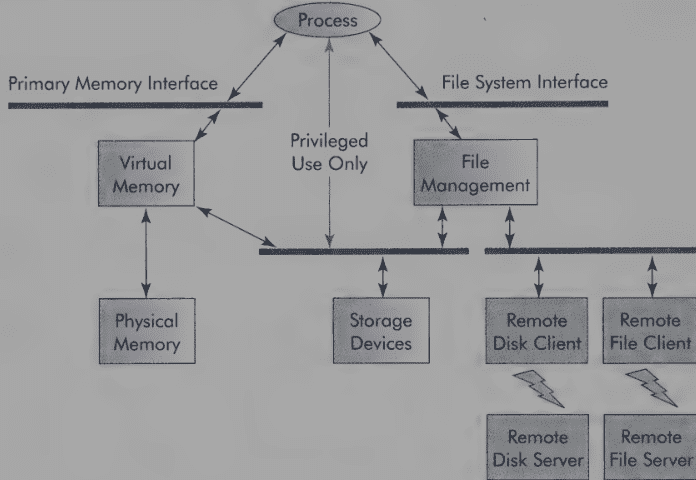 Process
Primary Memory Interface
File System Interface
Privileged
Use Only
Virtual
Memory
File
Management
Physical
Memory
Storage
Devices
Remote
Disk Client
Remote
File Client
Remote
Disk Server
Remote
File Server